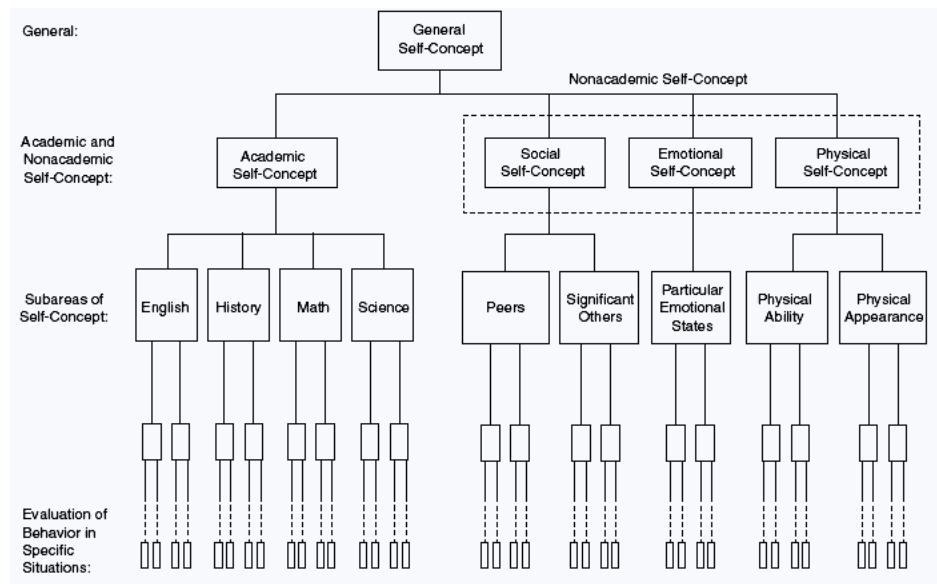 General:
General
Self-Concept
Nonacademic Self-Concept
Academic and
Nonacademic
Self-Concept:
Academic
Self-Concept
Social
Self-Concept
Emotional
Self-Concept
Physical
Self-Concept
Subareas of
Self-Concept:
English
History
Math
Science
Peers
Significant
Others
Particular
Emotional
States
Physical
Ability
Physical
Appearance
Evaluation of
Behavior in
Specific
Situations: